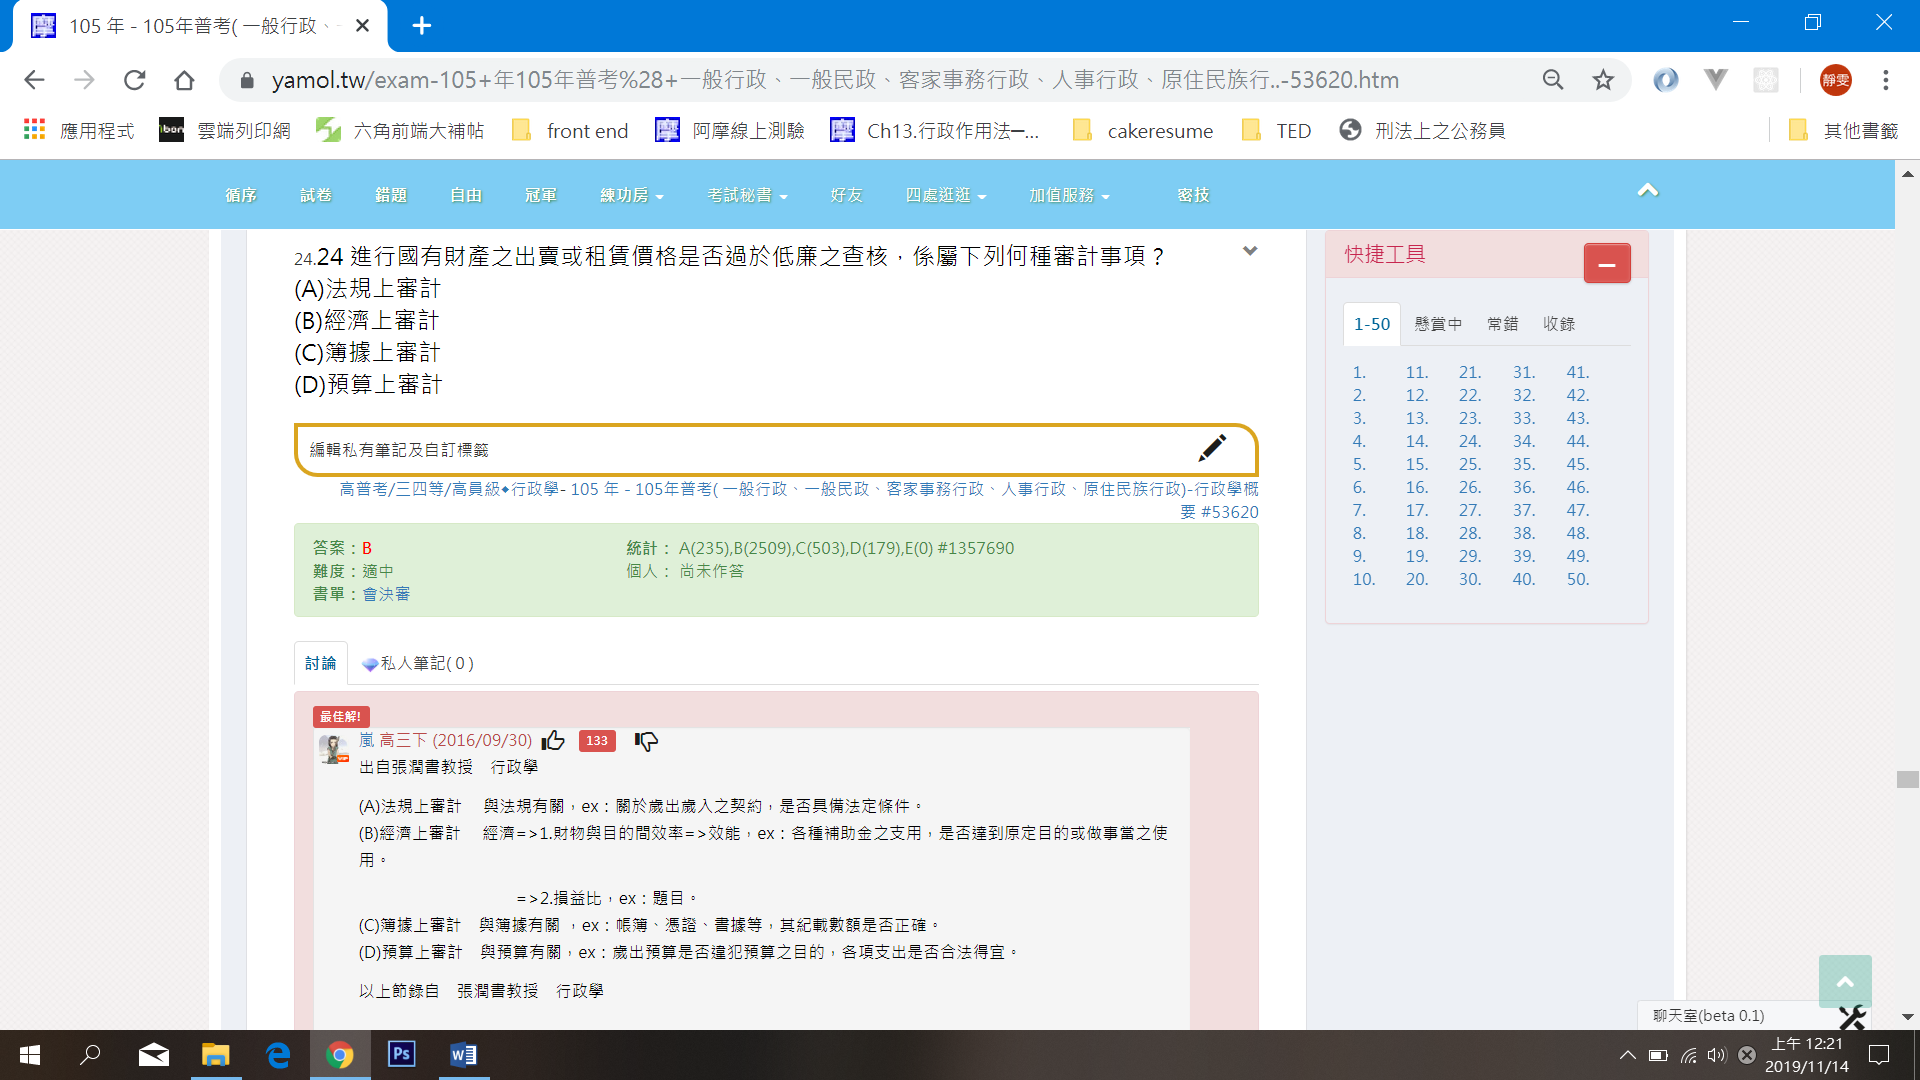 105 年 - 105年普考( 一般行政、
yamol.tw/exam-105+年105年普考%28+一般行政、一般民政、客家事務行政、人事行政、原住民族行..-53620.htm
靜雯
應用程式 ibon 雲端列印網 六角前端大補帖 front end 阿摩線上測驗 Ch13.行政作用法─... cakeresume TED 刑法上之公務員 其他書籤
循序 試卷 錯題 自由 冠軍 練功房 考試秘書 好友 四處逛逛 加值服務 密技
24.24 進行國有財產之出賣或租賃價格是否過於低廉之查核，係屬下列何種審計事項？
(A)法規上審計
(B)經濟上審計
(C)簿據上審計
(D)預算上審計
編輯私有筆記及自訂標籤
高普考/三四等/高員級◆行政學- 105 年 - 105年普考( 一般行政、一般民政、客家事務行政、人事行政、原住民族行政)-行政學概
要 #53620
答案：B
難度：適中
書單：會決審
統計： A(235),B(2509),C(503),D(179),E(0) #1357690
個人： 尚未作答
討論 私人筆記( 0 )
最佳解!
嵐 高三下 (2016/09/30) 133
出自張潤書教授　行政學
(A)法規上審計　 與法規有關，ex：關於歲出歲入之契約，是否具備法定條件。
(B)經濟上審計　 經濟=>1.財物與目的間效率=>效能，ex：各種補助金之支用，是否達到原定目的或做事當之使
用。
=>2.損益比，ex：題目。
(C)簿據上審計　與簿據有關 ，ex：帳簿、憑證、書據等，其紀載數額是否正確。
(D)預算上審計　與預算有關，ex：歲出預算是否違犯預算之目的，各項支出是否合法得宜。
以上節錄自　張潤書教授　行政學
快捷工具
1-50 懸賞中 常錯 收錄
1. 11. 21. 31. 41.
2. 12. 22. 32. 42.
3. 13. 23. 33. 43.
4. 14. 24. 34. 44.
5. 15. 25. 35. 45.
6. 16. 26. 36. 46.
7. 17. 27. 37. 47.
8. 18. 28. 38. 48.
9. 19. 29. 39. 49.
10. 20. 30. 40. 50.
聊天室(beta 0.1)
Ps
上午 12:21
2019/11/14